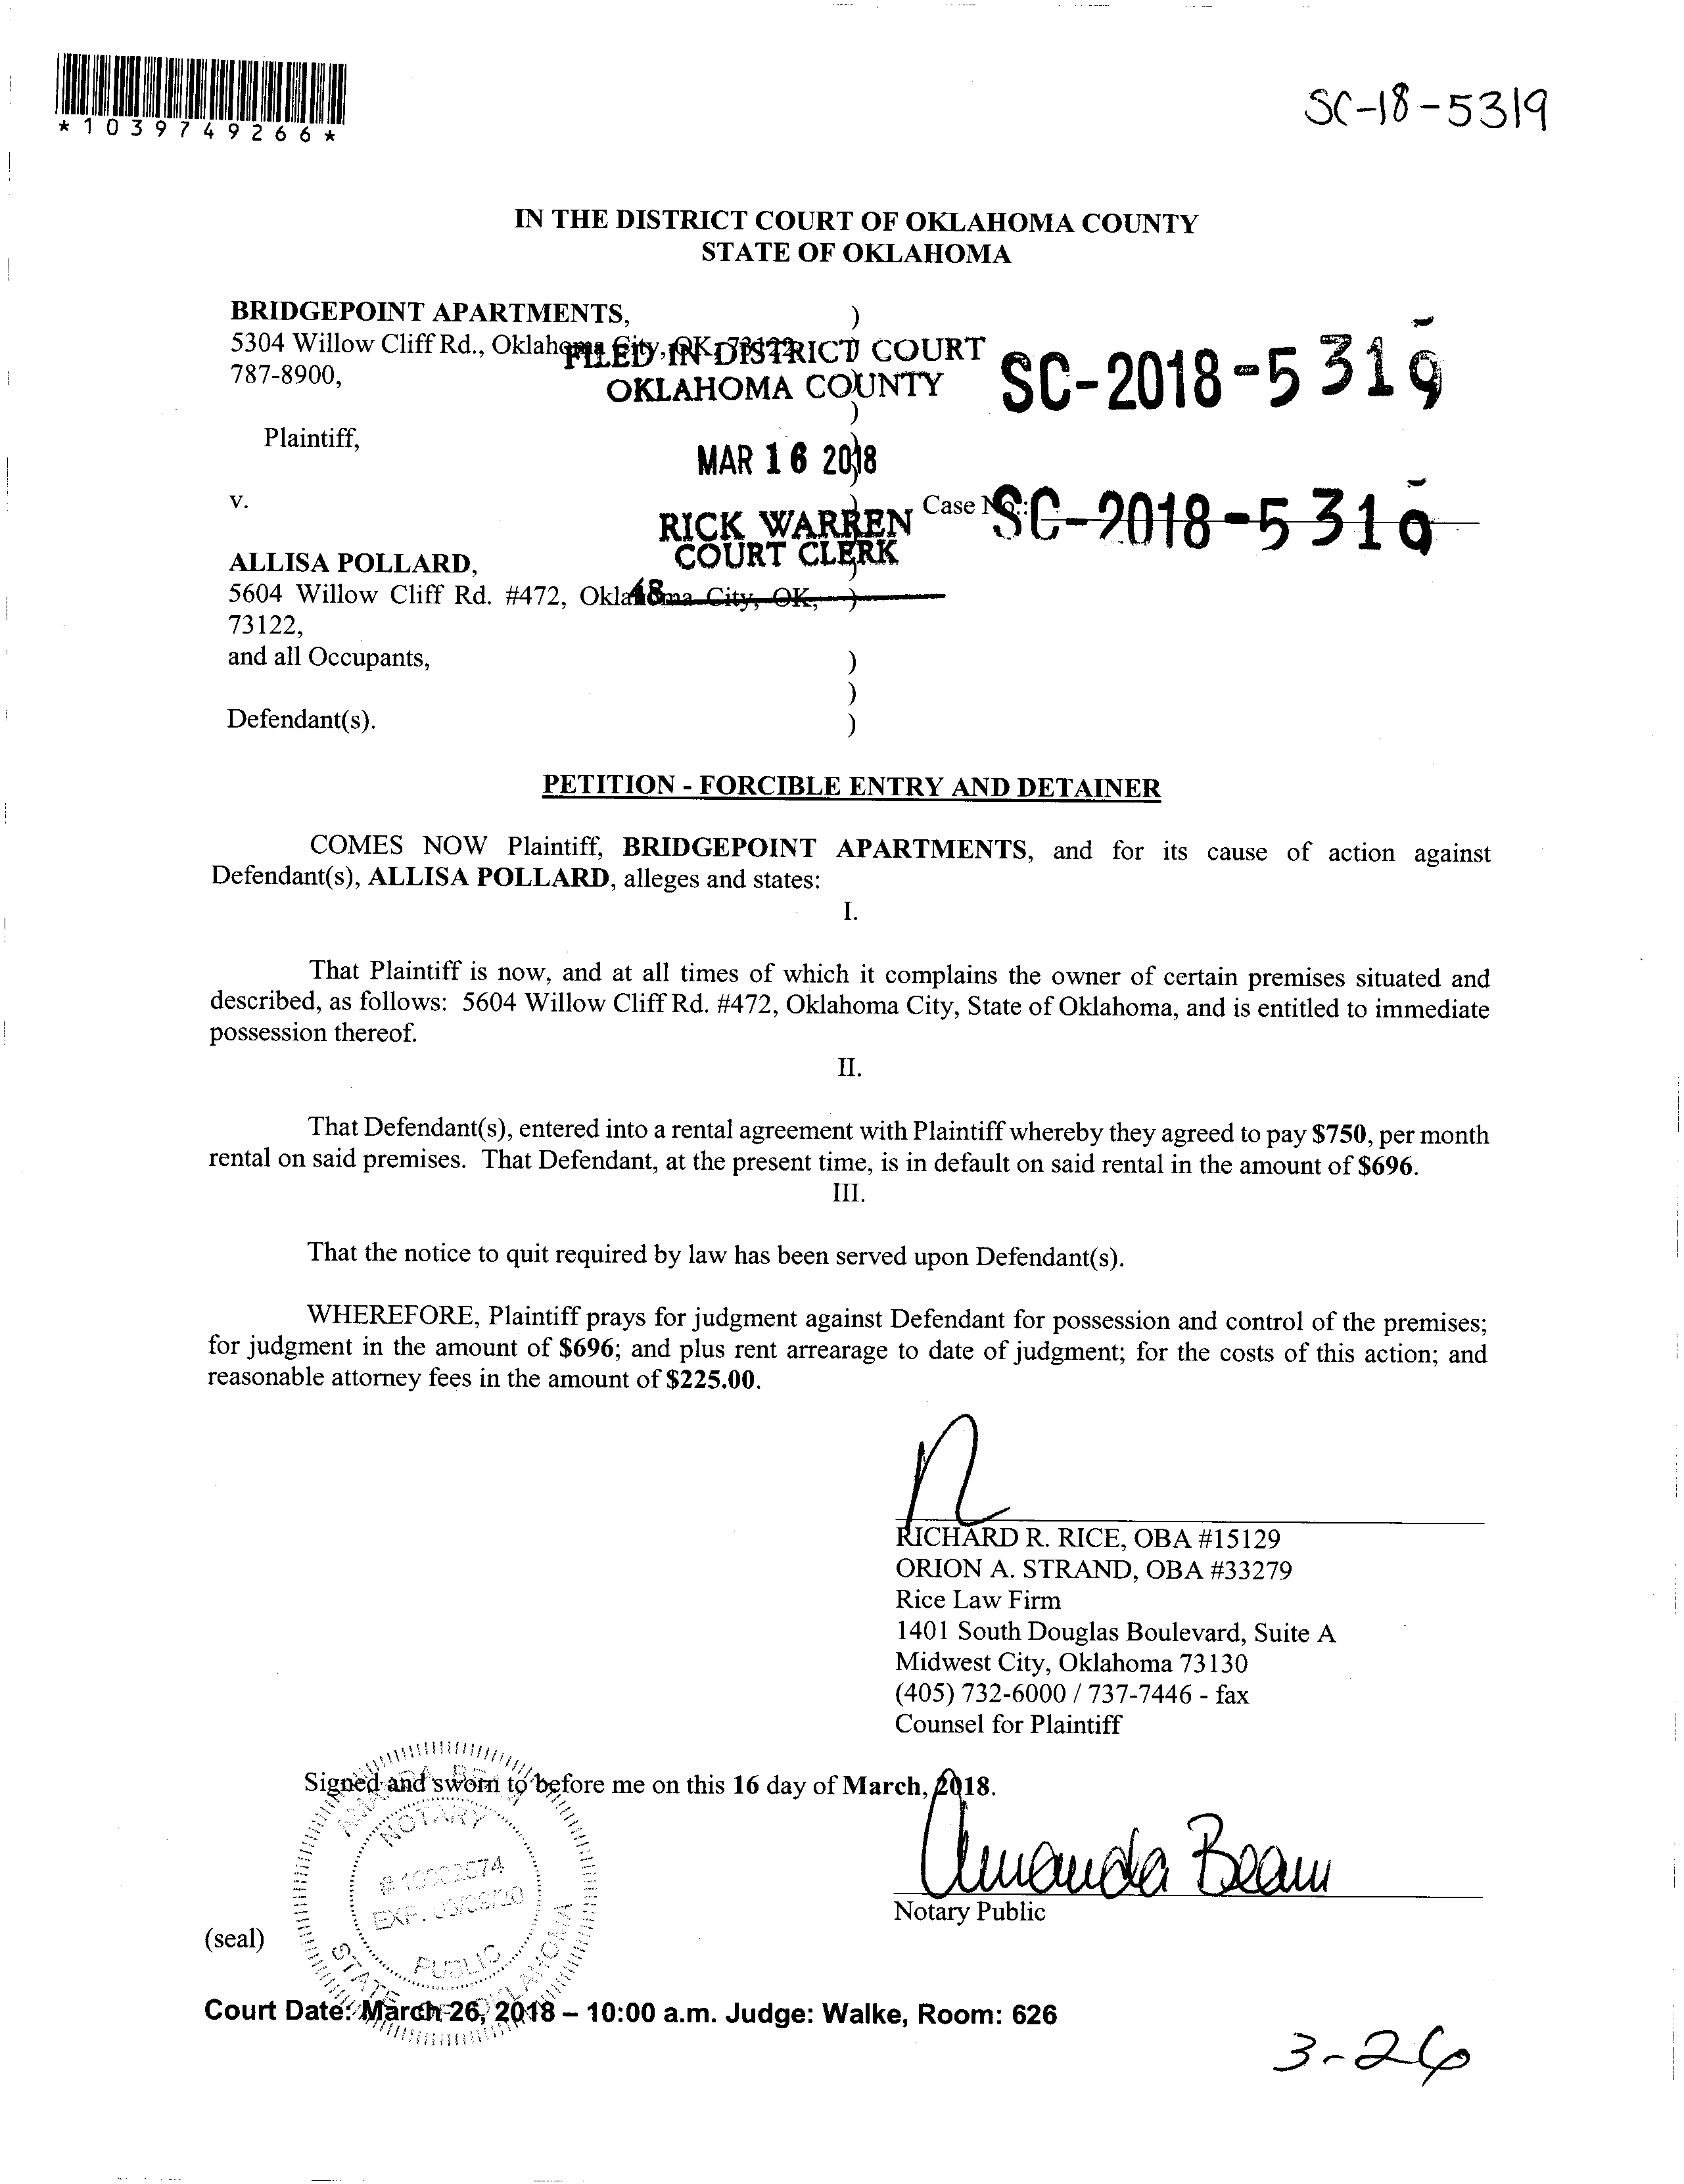 *1039749266*
SC-18-5319
IN THE DISTRICT COURT OF OKLAHOMA COUNTY
STATE OF OKLAHOMA
BRIDGEPOINT APARTMENTS, )
5304 Willow Cliff Rd., Oklahoma City, OK 73122 )
787-8900,
FILED IN DISTRICT COURT
OKLAHOMA COUNTY
SC-2018-5319
)
Plaintiff,
MAR 16 2018
)
v.
RICK WARREN
COURT CLERK
Case No.: SC-2018-5319
ALLISA POLLARD, )
5604 Willow Cliff Rd. #472, Oklahoma City, OK, )
48
73122,
and all Occupants, )
)
Defendant(s). )
PETITION - FORCIBLE ENTRY AND DETAINER
COMES NOW Plaintiff, BRIDGEPOINT APARTMENTS, and for its cause of action against
Defendant(s), ALLISA POLLARD, alleges and states:
I.
That Plaintiff is now, and at all times of which it complains the owner of certain premises situated and
described, as follows: 5604 Willow Cliff Rd. #472, Oklahoma City, State of Oklahoma, and is entitled to immediate
possession thereof.
II.
That Defendant(s), entered into a rental agreement with Plaintiff whereby they agreed to pay $750, per month
rental on said premises. That Defendant, at the present time, is in default on said rental in the amount of $696.
III.
That the notice to quit required by law has been served upon Defendant(s).
WHEREFORE, Plaintiff prays for judgment against Defendant for possession and control of the premises;
for judgment in the amount of $696; and plus rent arrearage to date of judgment; for the costs of this action; and
reasonable attorney fees in the amount of $225.00.
RICHARD R. RICE, OBA #15129
ORION A. STRAND, OBA #33279
Rice Law Firm
1401 South Douglas Boulevard, Suite A
Midwest City, Oklahoma 73130
(405) 732-6000 / 737-7446 - fax
Counsel for Plaintiff
Signed and sworn to before me on this 16 day of March, 2018.
AMANDA BEAM
NOTARY
EXP.
PUBLIC
STATE OF OKLAHOMA
Amanda Beam
Notary Public
(seal)
Court Date: March 26, 2018 – 10:00 a.m. Judge: Walke, Room: 626
3-26